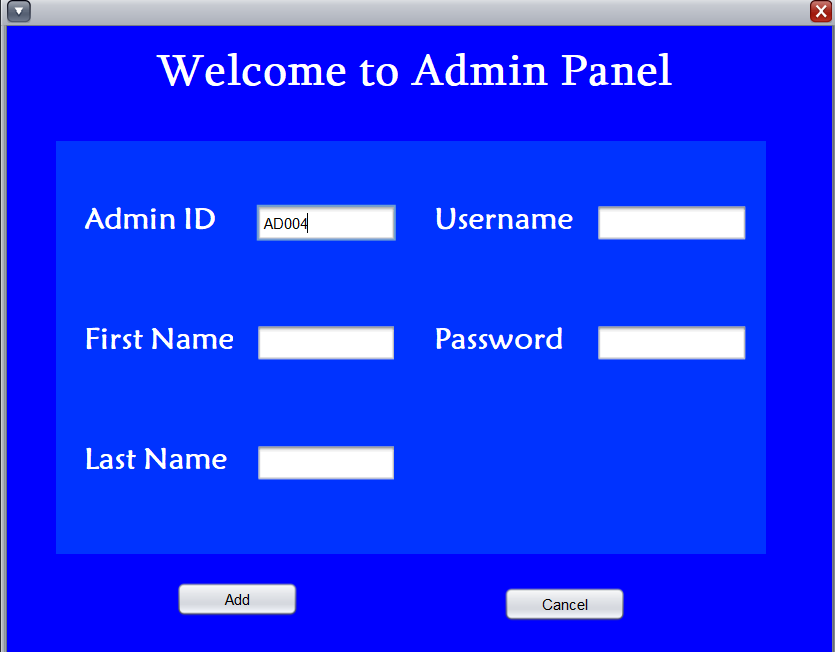 Welcome to Admin Panel
Admin ID AD004 Username
First Name Password
Last Name
Add Cancel